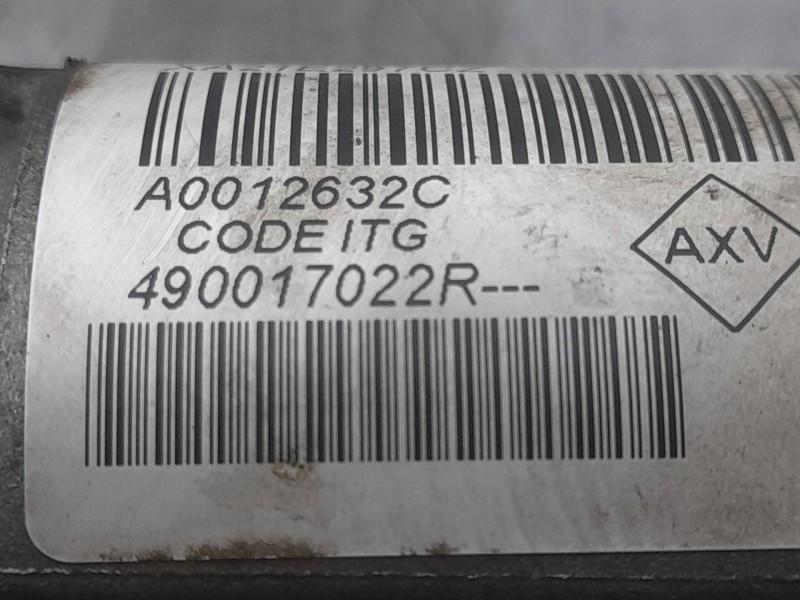 A0012632C
CODE ITG
AXV
490017022R---